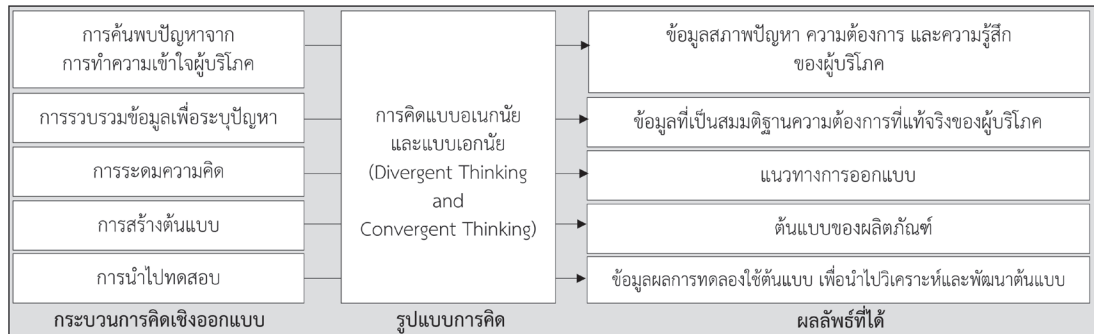 การค้นพบปัญหาจาก
การทำความเข้าใจผู้บริโภค
การรวบรวมข้อมูลเพื่อระบุปัญหา
การระดมความคิด
การสร้างต้นแบบ
การนำไปทดสอบ
กระบวนการคิดเชิงออกแบบ
การคิดแบบอเนกนัย
และแบบเอกนัย
(Divergent Thinking
and
Convergent Thinking)
รูปแบบการคิด
ข้อมูลสภาพปัญหา ความต้องการ และความรู้สึก
ของผู้บริโภค
ข้อมูลที่เป็นสมมติฐานความต้องการที่แท้จริงของผู้บริโภค
แนวทางการออกแบบ
ต้นแบบของผลิตภัณฑ์
ข้อมูลผลการทดลองใช้ต้นแบบ เพื่อนำไปวิเคราะห์และพัฒนาต้นแบบ
ผลลัพธ์ที่ได้